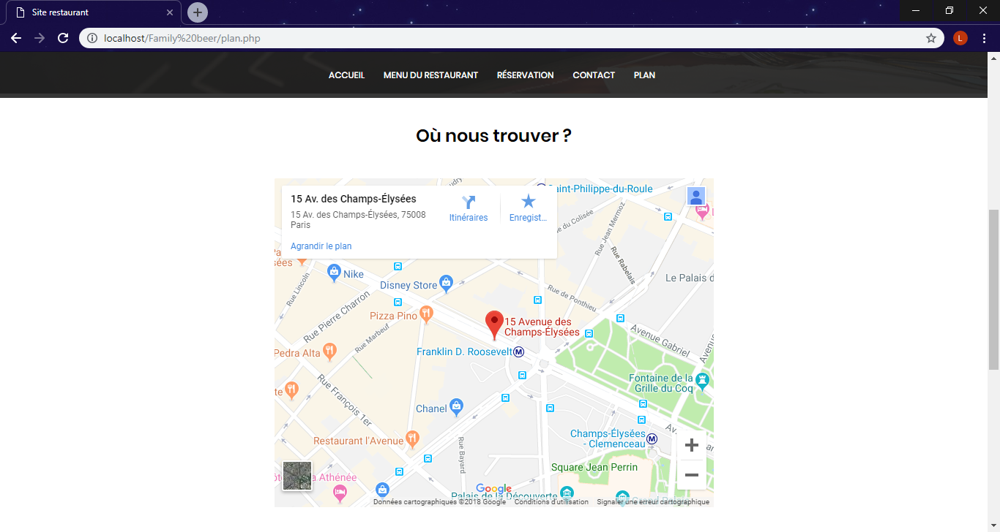 Site restaurant
localhost/Family%20beer/plan.php
L
ACCUEIL MENU DU RESTAURANT RÉSERVATION CONTACT PLAN
Où nous trouver ?
15 Av. des Champs-Élysées
15 Av. des Champs-Élysées, 75008
Paris
Itinéraires
Enregist...
Agrandir le plan
Saint-Philippe-du-Roule
du Colisée
Rue Jean Mermoz
Rue Rabelais
Le Palais d
Rue Lincoln
Nike
Disney Store
Rue de Ponthieu
Rue Pierre Charron
Pizza Pino
Rue Marbeuf
15 Avenue des
Champs-Élysées
Avenue Gabriel
Avenue
Pedra Alta
Franklin D. Roosevelt
M
Fontaine de la
Grille du Coq
Rue François 1er
Chanel
Champs-Élysées
- Clemenceau
M
Av.
Restaurant l'Avenue
Rue Bayard
Square Jean Perrin
Athénée
Google
Palais de la Découverte
Données cartographiques ©2018 Google
Conditions d'utilisation
Signaler une erreur cartographique